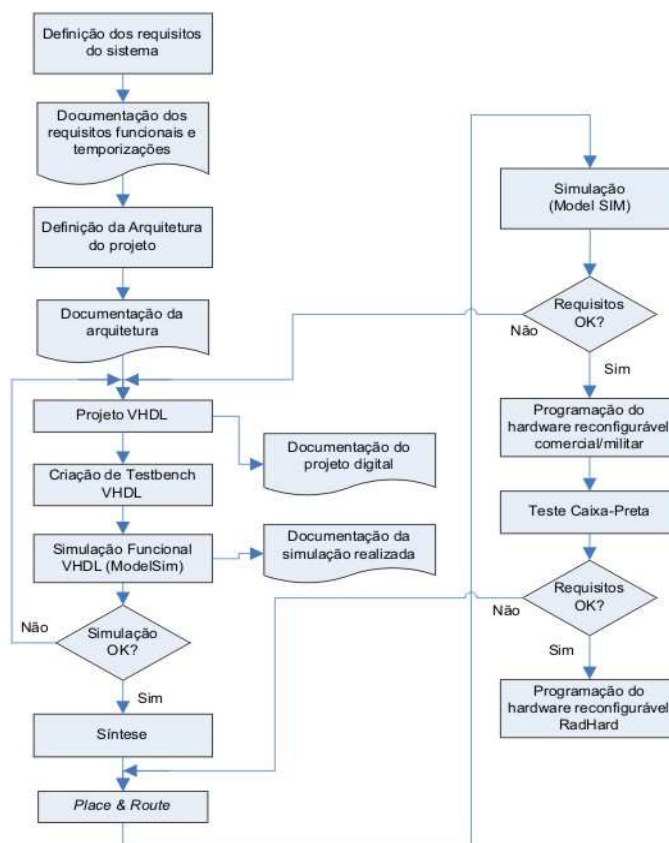 Definição dos requisitos
do sistema
Documentação dos
requisitos funcionais e
temporizações
Definição da Arquitetura
do projeto
Documentação da
arquitetura
Projeto VHDL
Documentação do
projeto digital
Criação de Testbench
VHDL
Simulação Funcional
VHDL (ModelSim)
Documentação da
simulação realizada
Não
Simulação
OK?
Sim
Síntese
Place & Route
Simulação
(Model SIM)
Requisitos
OK?
Não
Sim
Programação do
hardware reconfigurável
comercial/militar
Teste Caixa-Preta
Requisitos
OK?
Não
Sim
Programação do
hardware reconfigurável
RadHard